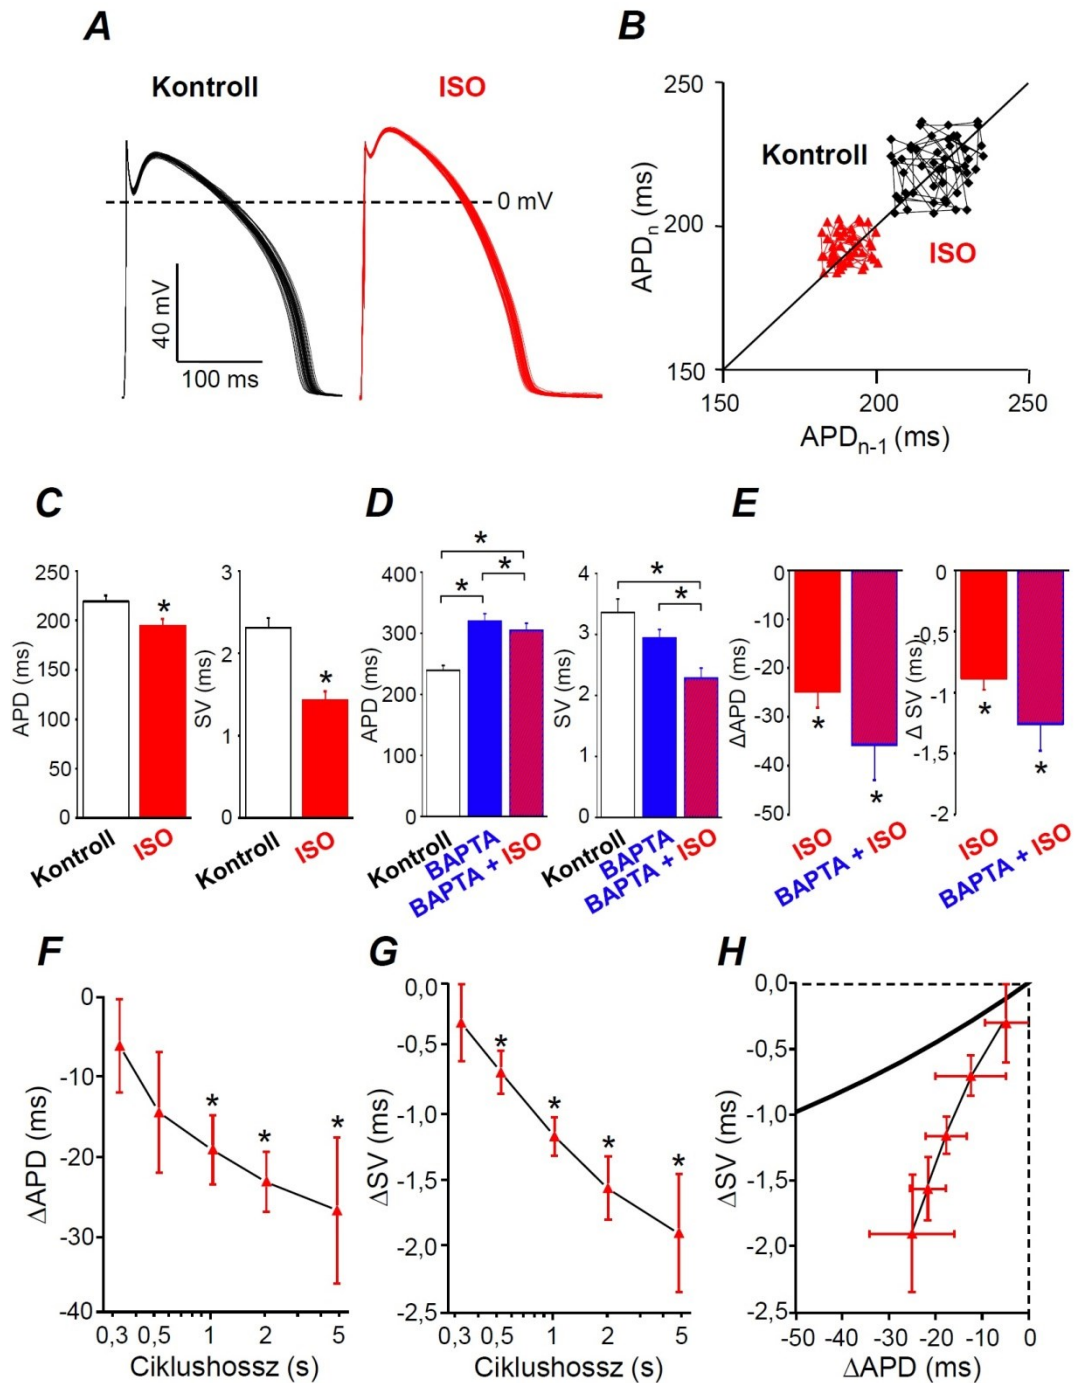 A
B
Kontroll
ISO
0 mV
40 mV
100 ms
250
200
150
APDn (ms)
Kontroll
ISO
150
200
250
APDn-1 (ms)
C
D
E
250
200
150
100
50
0
APD (ms)
*
Kontroll
ISO
3
2
1
0
SV (ms)
*
Kontroll
ISO
400
300
200
100
0
APD (ms)
*
*
*
Kontroll
BAPTA
BAPTA + ISO
4
3
2
1
0
SV (ms)
*
*
Kontroll
BAPTA
BAPTA + ISO
0
-10
-20
-30
-40
-50
ΔAPD (ms)
*
*
ISO
BAPTA + ISO
0
-0,5
-1
-1,5
-2
Δ SV (ms)
*
*
ISO
BAPTA + ISO
F
G
H
0
-10
-20
-30
-40
ΔAPD (ms)
*
*
*
0,3
0,5
1
2
5
Ciklushossz (s)
0,0
-0,5
-1,0
-1,5
-2,0
-2,5
ΔSV (ms)
*
*
*
*
0,3
0,5
1
2
5
Ciklushossz (s)
0,0
-0,5
-1,0
-1,5
-2,0
-2,5
ΔSV (ms)
-50
-40
-30
-20
-10
0
ΔAPD (ms)